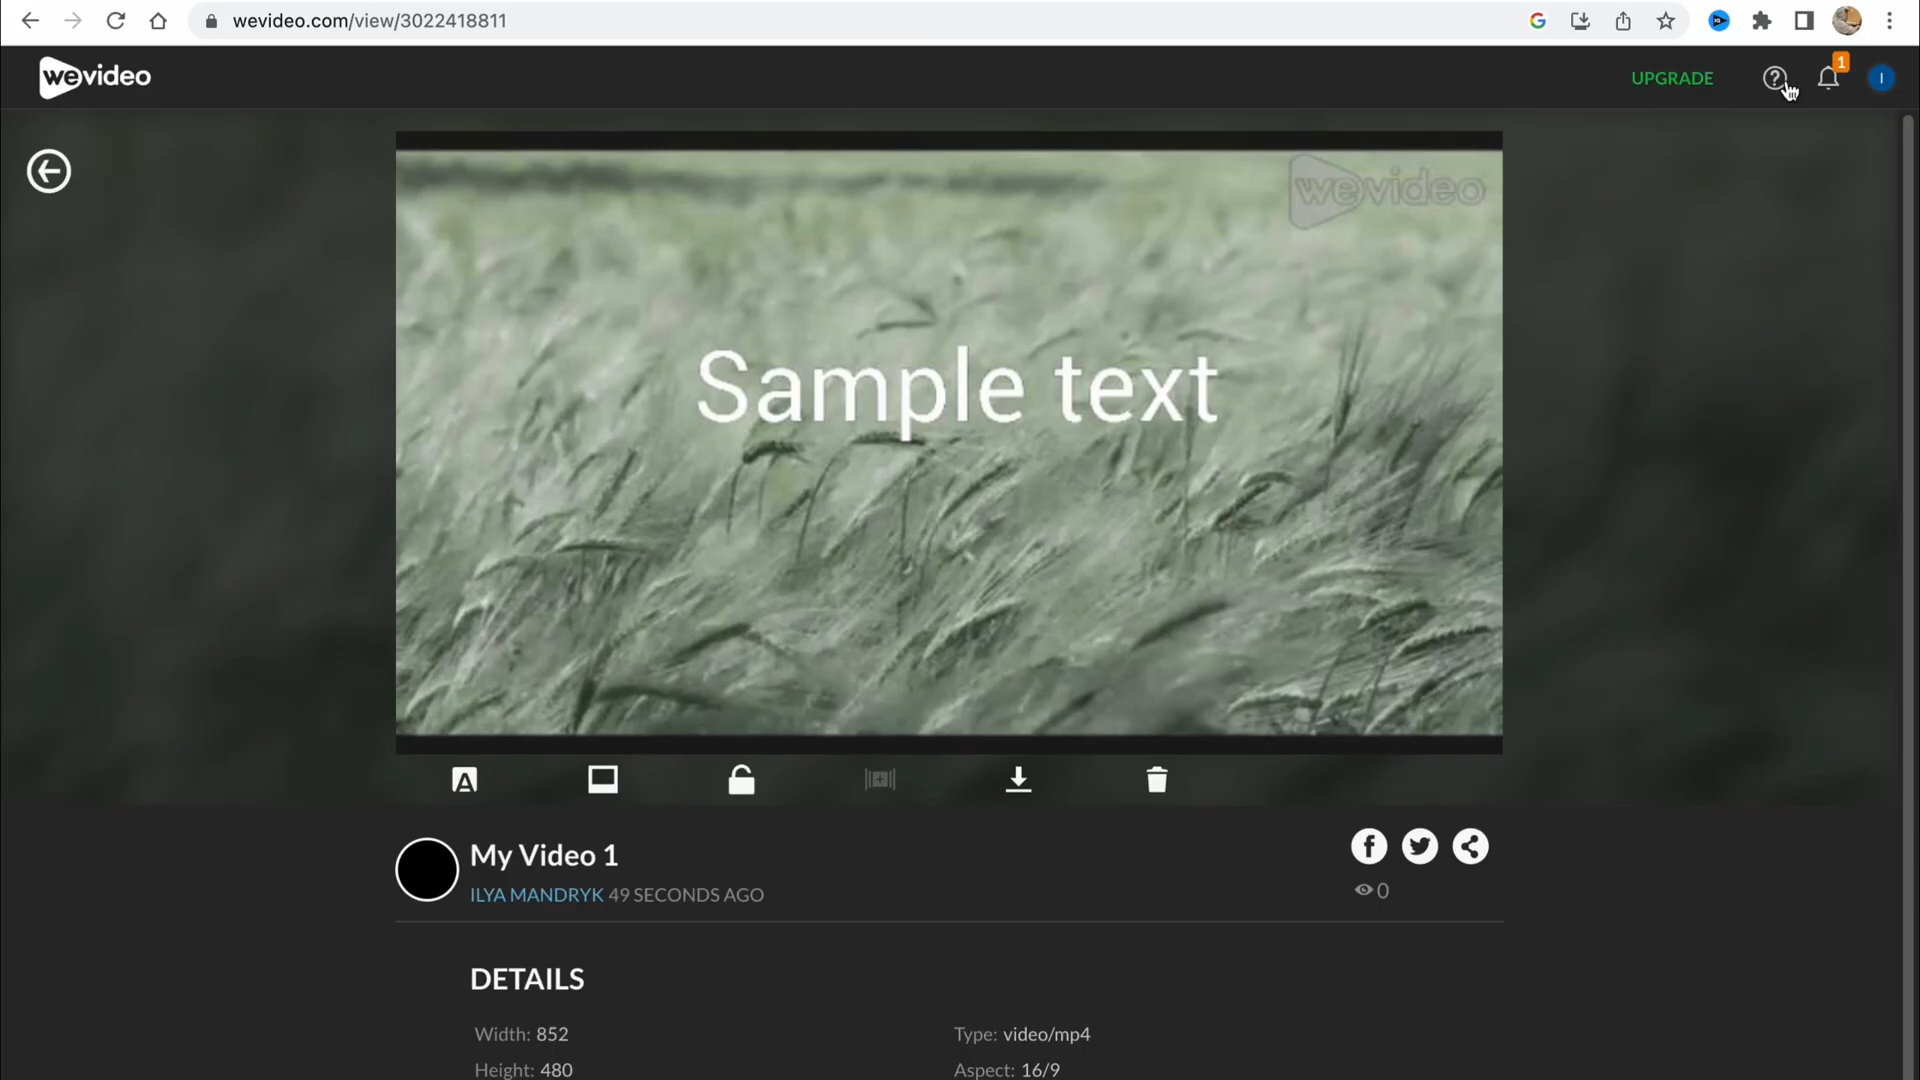 wevideo.com/view/3022418811
wevideo
UPGRADE
1
I
wevideo
Sample text
A
My Video 1
ILYA MANDRYK 49 SECONDS AGO
0
DETAILS
Width: 852
Type: video/mp4
Height: 480
Aspect: 16/9